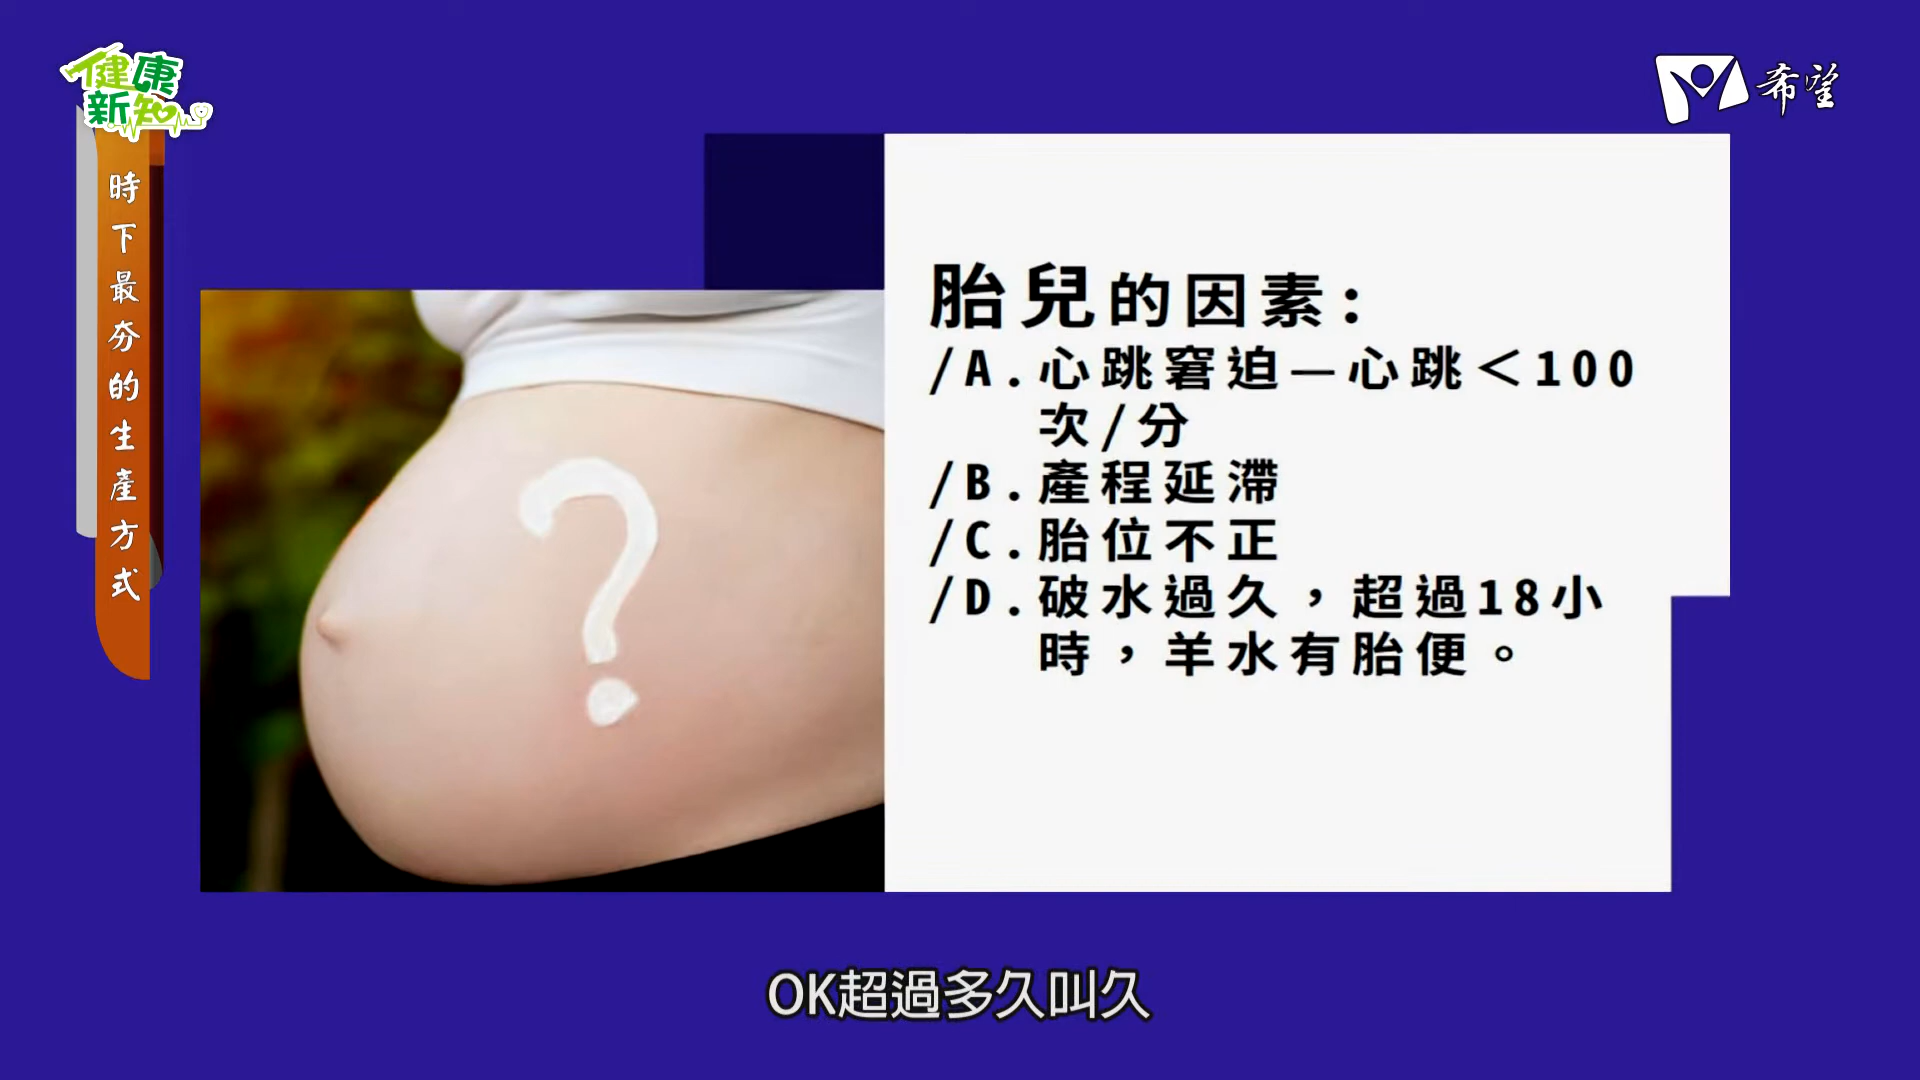 健康
新知
希望
時下最夯的生產方式
胎兒的因素:
/A.心跳窘迫—心跳＜100
次/分
/B.產程延滯
/C.胎位不正
/D.破水過久，超過18小
時，羊水有胎便。
?
OK超過多久叫久